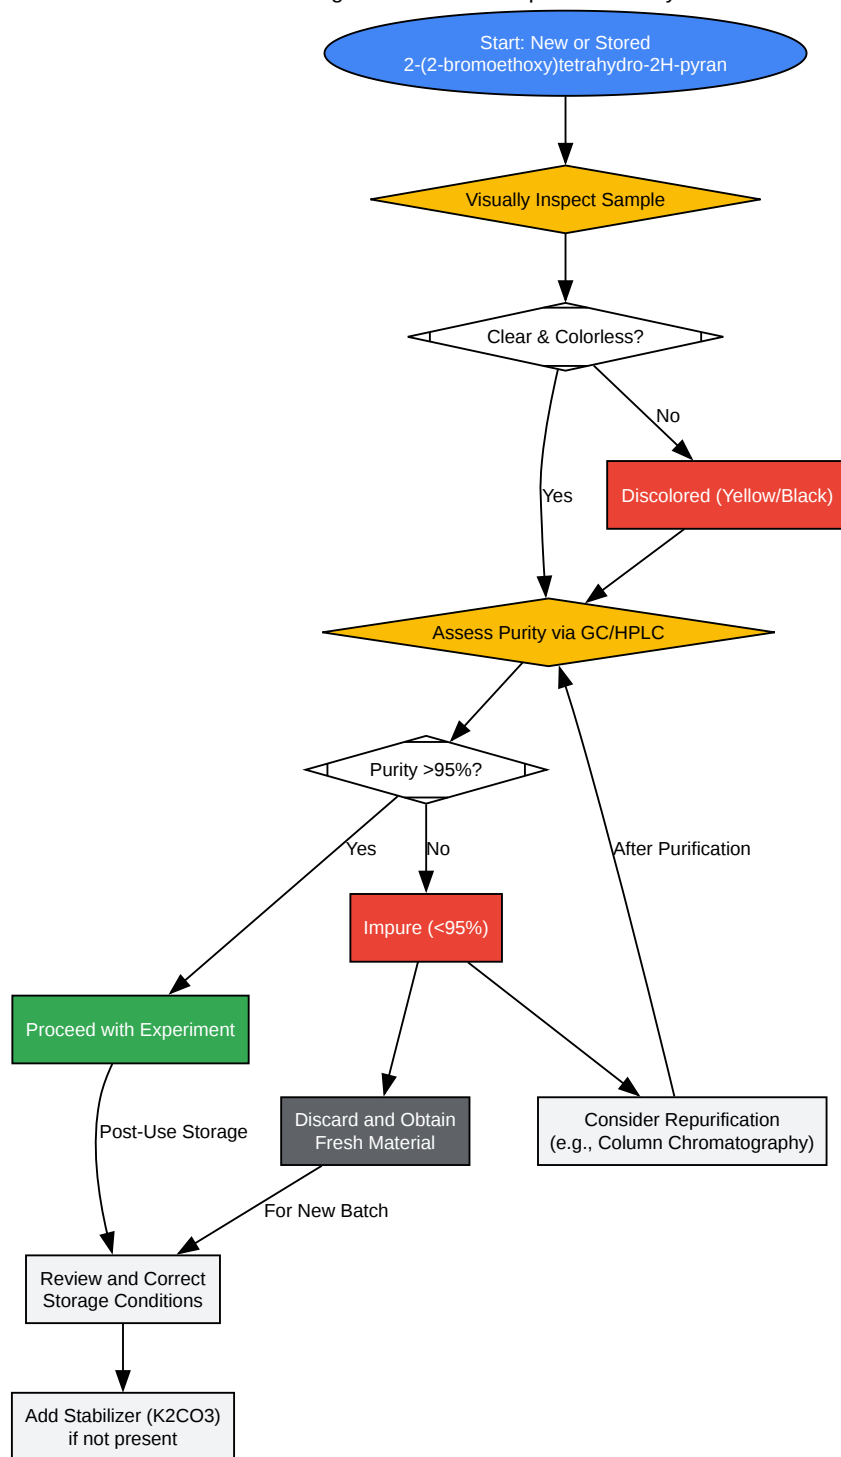 Start: New or Stored
2-(2-bromoethoxy)tetrahydro-2H-pyran
Visually Inspect Sample
Clear & Colorless?
No
Discolored (Yellow/Black)
Yes
Assess Purity via GC/HPLC
Purity >95%?
Yes
No
After Purification
Impure (<95%)
Proceed with Experiment
Discard and Obtain
Fresh Material
Consider Repurification
(e.g., Column Chromatography)
Post-Use Storage
For New Batch
Review and Correct
Storage Conditions
Add Stabilizer (K2CO3)
if not present